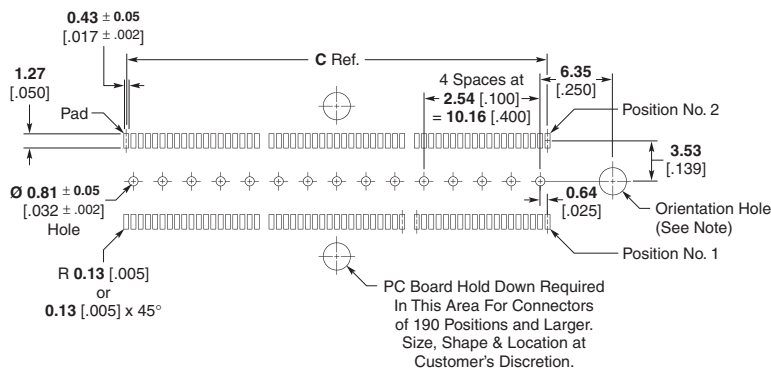 0.43 ± 0.05
[.017 ± .002]
C Ref.
1.27
[.050]
4 Spaces at
2.54 [.100]
= 10.16 [.400]
6.35
[.250]
Pad
Position No. 2
3.53
[.139]
Ø 0.81 ± 0.05
[.032 ± .002]
Hole
0.64
[.025]
Orientation Hole
(See Note)
Position No. 1
R 0.13 [.005]
or
0.13 [.005] x 45°
PC Board Hold Down Required
In This Area For Connectors
of 190 Positions and Larger.
Size, Shape & Location at
Customer's Discretion.